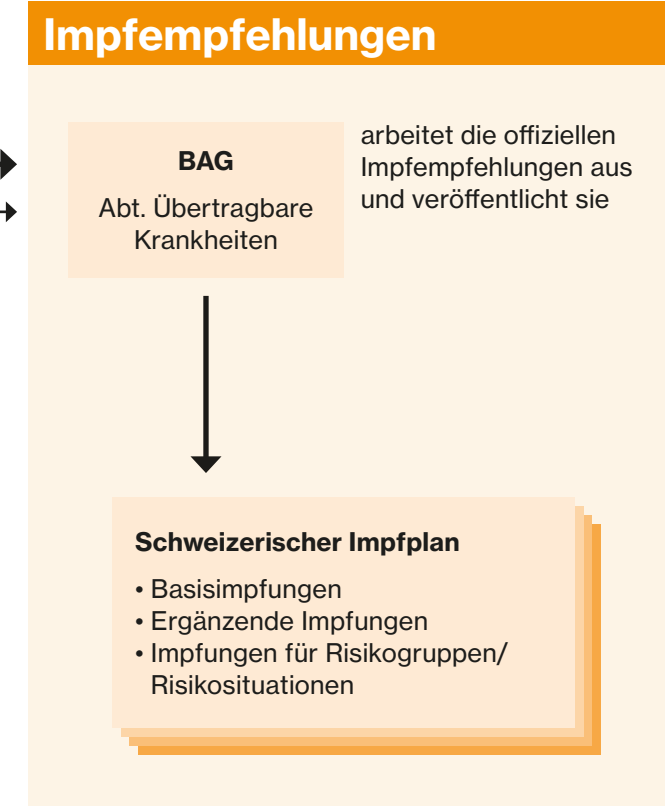 Impfempfehlungen
BAG
Abt. Übertragbare
Krankheiten
arbeitet die offiziellen
Impfempfehlungen aus
und veröffentlicht sie
Schweizerischer Impfplan
• Basisimpfungen
• Ergänzende Impfungen
• Impfungen für Risikogruppen/
Risikosituationen